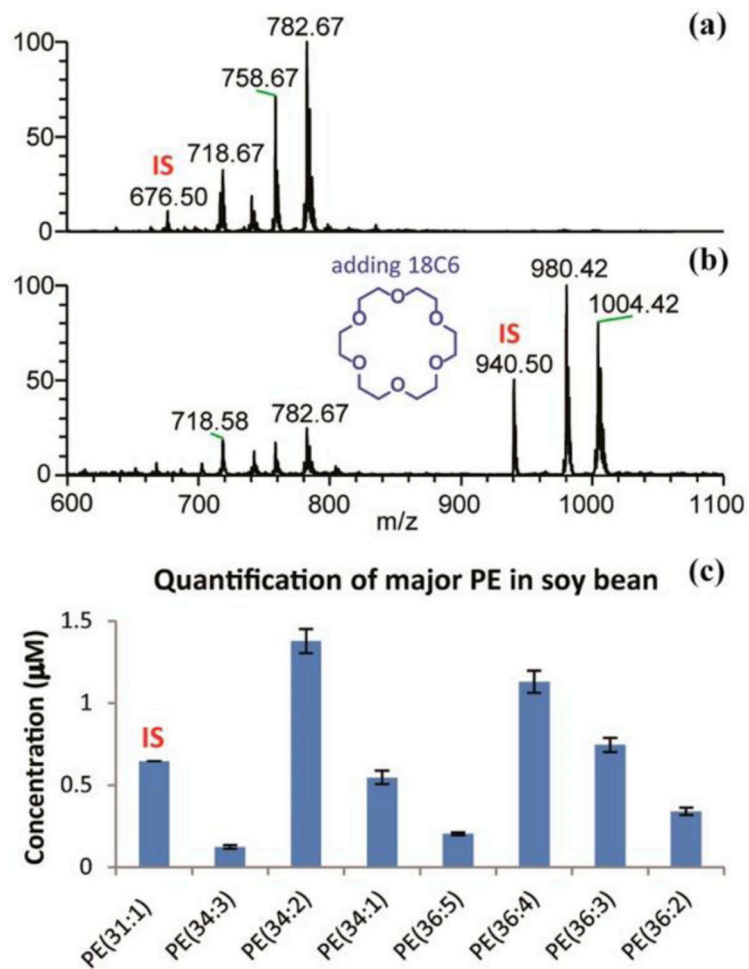 (a)
782.67
100
758.67
718.67
50
IS
676.50
0
(b)
adding 18C6
980.42
100
1004.42
O
O O
IS
940.50
50
O O
O
718.58
782.67
0
600 700 800 900 1000 1100
m/z
Quantification of major PE in soy bean (c)
1.5
Concentration (µM)
1
IS
0.5
0
PE(31:1) PE(34:3) PE(34:2) PE(34:1) PE(36:5) PE(36:4) PE(36:3) PE(36:2)